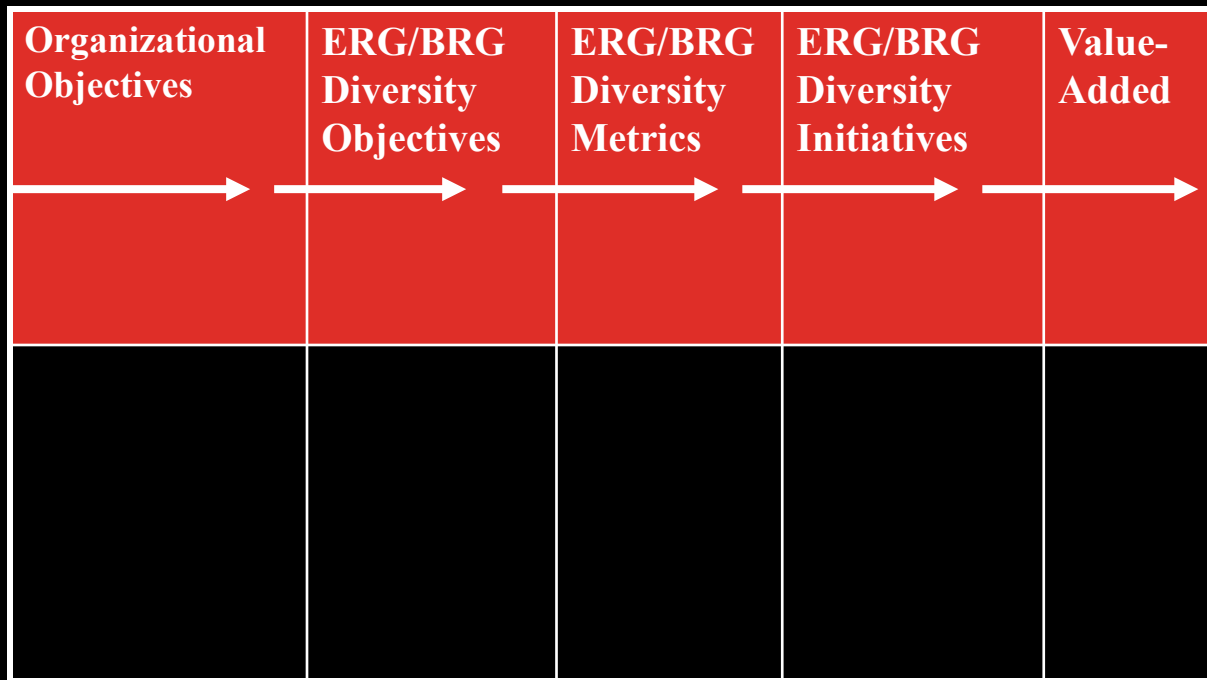 Organizational
Objectives
ERG/BRG
Diversity
Objectives
ERG/BRG
Diversity
Metrics
ERG/BRG
Diversity
Initiatives
Value-
Added